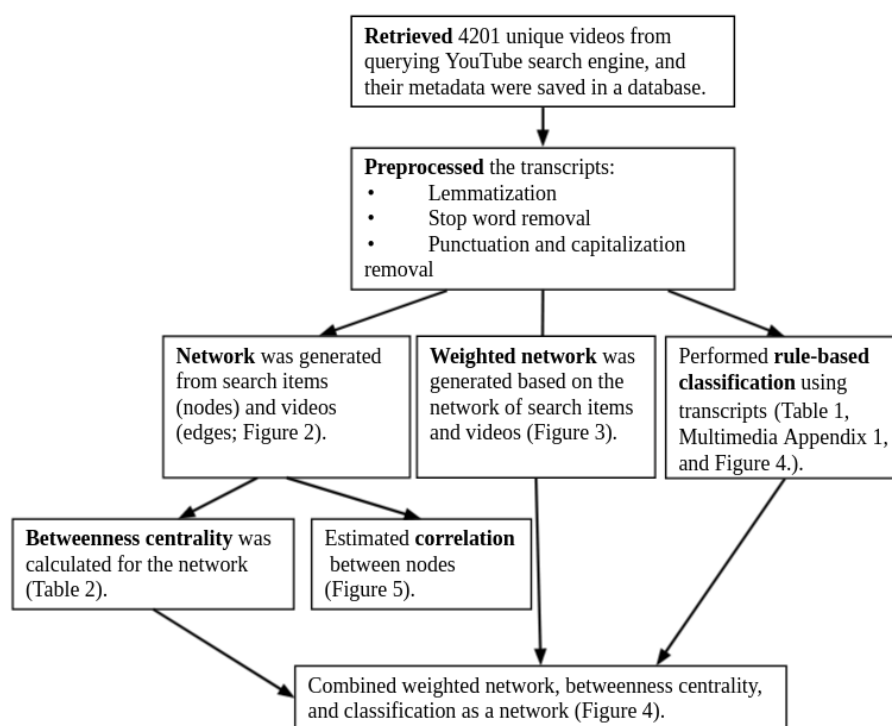 Retrieved 4201 unique videos from
querying YouTube search engine, and
their metadata were saved in a database.
Preprocessed the transcripts:
• Lemmatization
• Stop word removal
• Punctuation and capitalization
removal
Network was generated
from search items
(nodes) and videos
(edges; Figure 2).
Weighted network was
generated based on the
network of search items
and videos (Figure 3).
Performed rule-based
classification using
transcripts (Table 1,
Multimedia Appendix 1,
and Figure 4.).
Betweenness centrality was
calculated for the network
(Table 2).
Estimated correlation
between nodes
(Figure 5).
Combined weighted network, betweenness centrality,
and classification as a network (Figure 4).